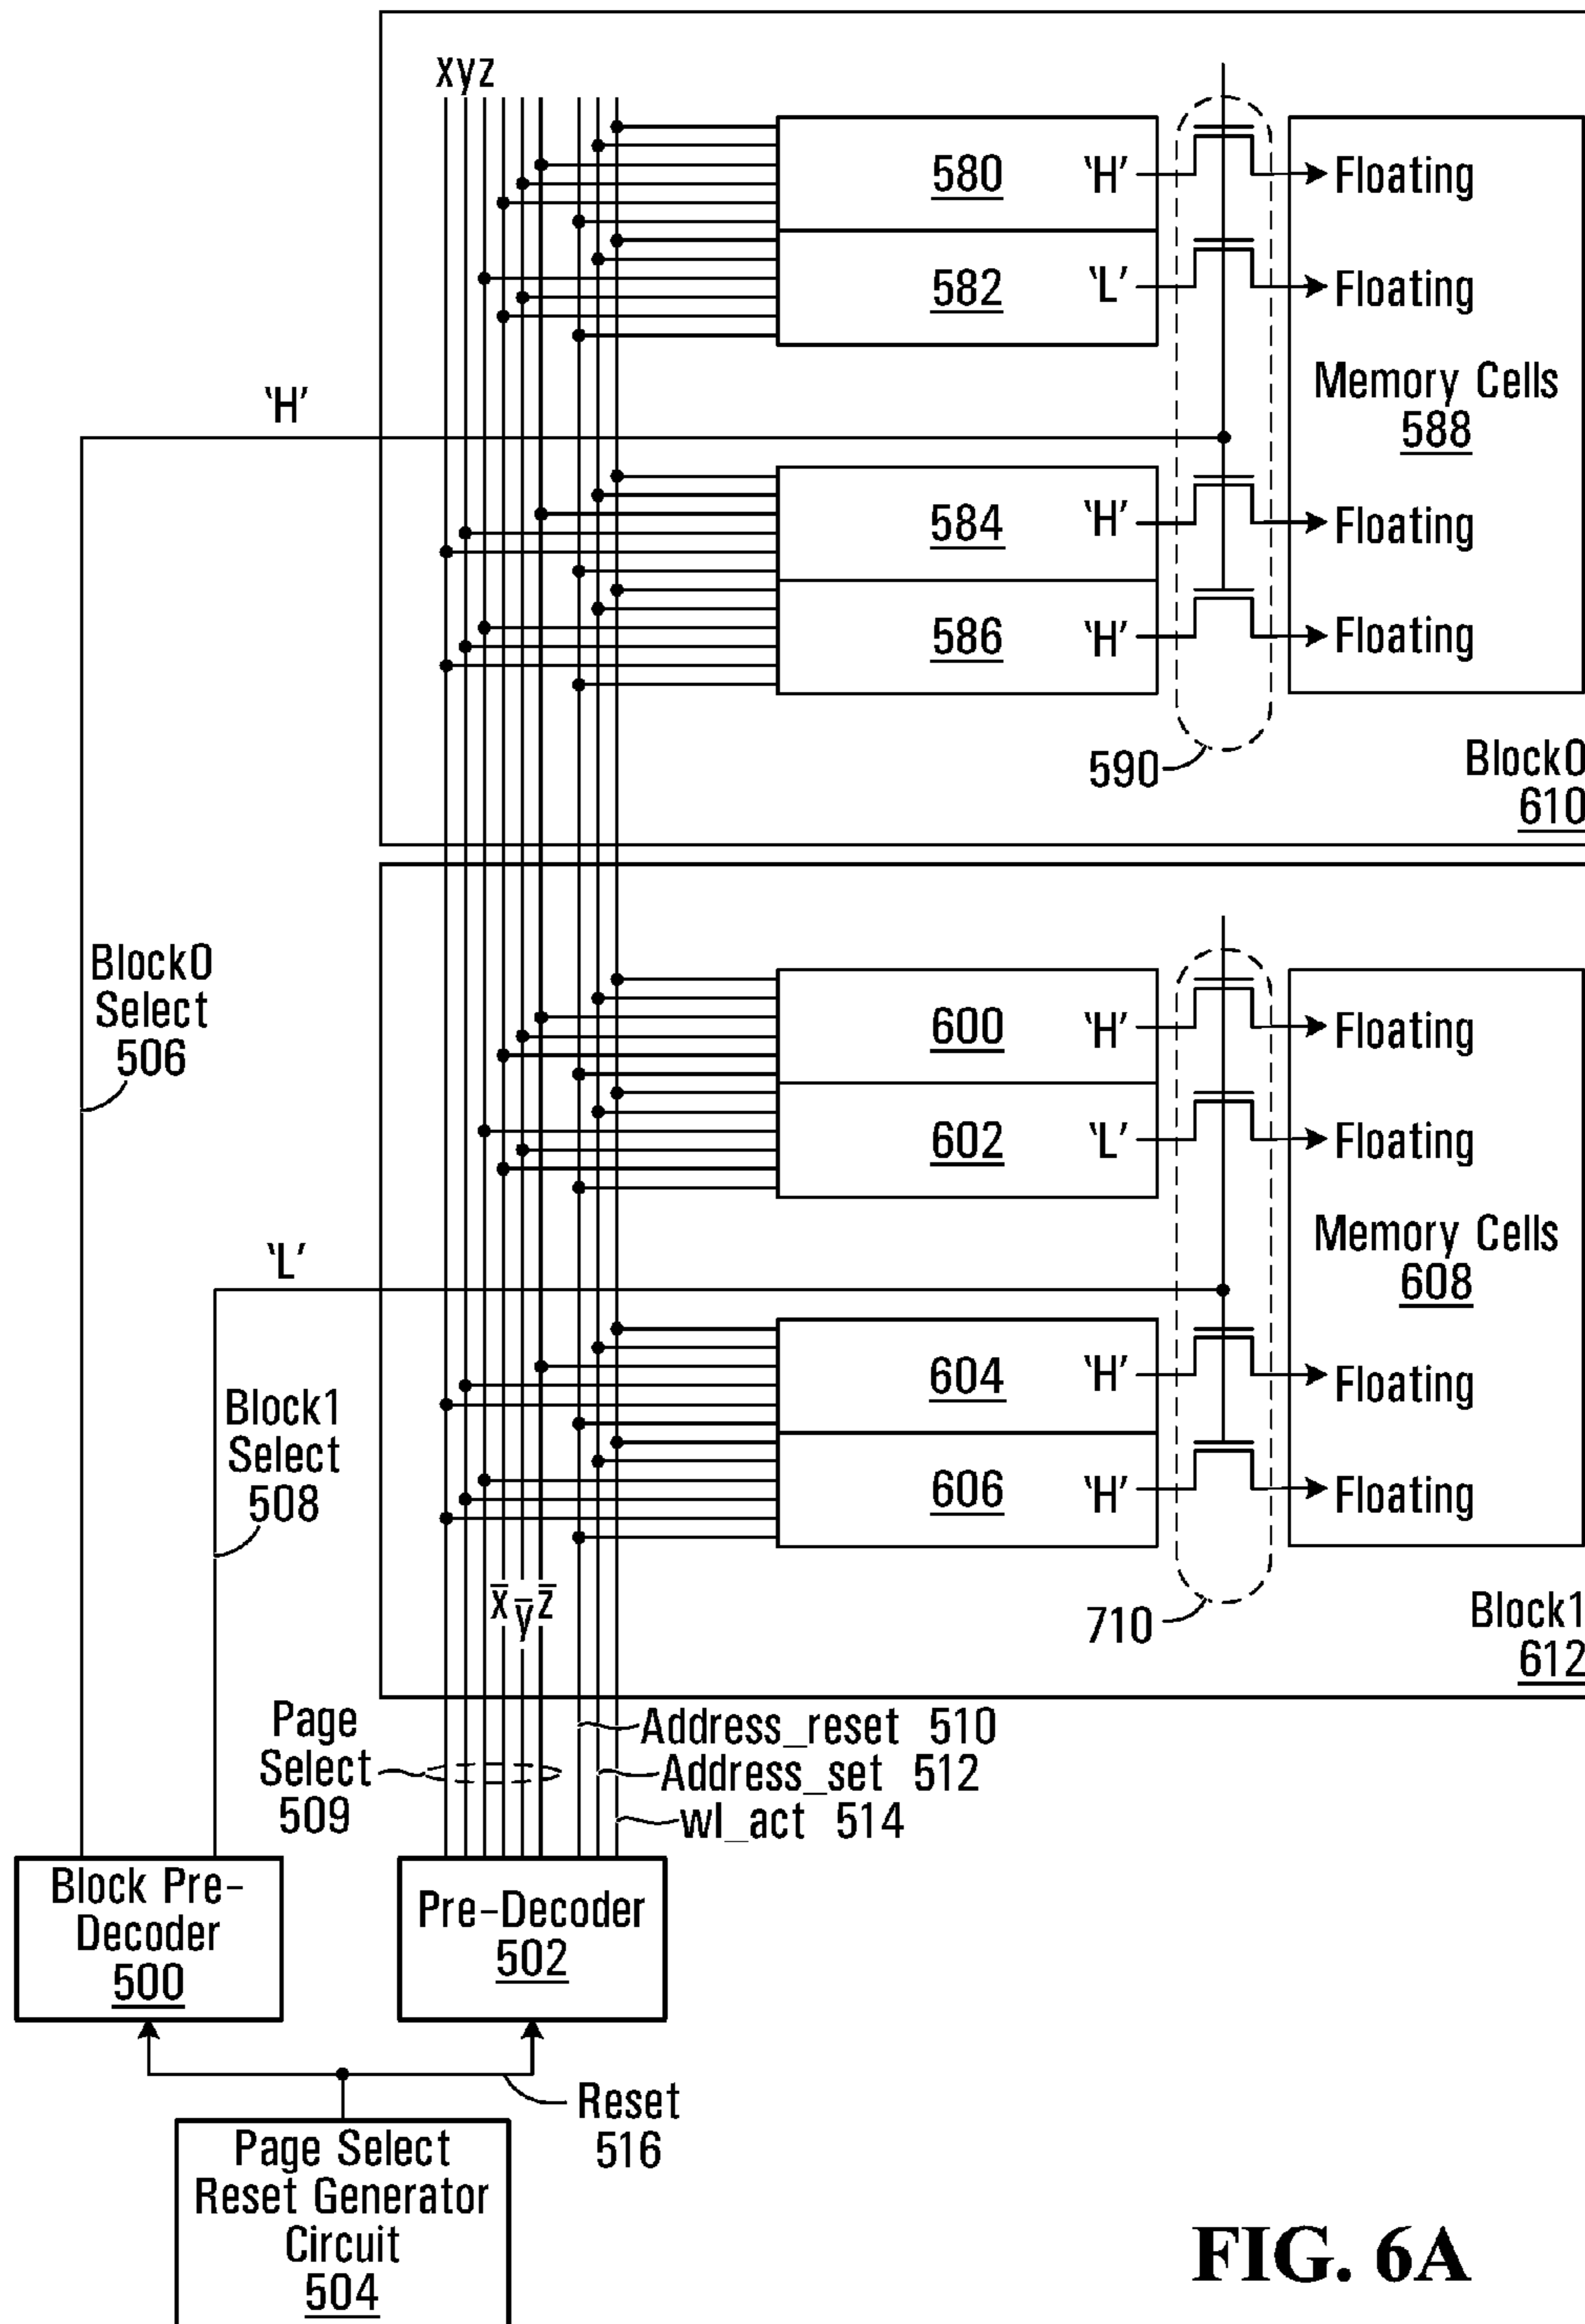 xyz
580 'H' Floating
582 'L' Floating
Memory Cells
588
'H'
584 'H' Floating
586 'H' Floating
590
Block0
610
Block0
Select
506
600 'H' Floating
602 'L' Floating
Memory Cells
608
'L'
604 'H' Floating
Block1
Select
508
606 'H' Floating
x̅ y̅ z̅
710
Block1
612
Page
Select
509
Address_reset 510
Address_set 512
wl_act 514
Block Pre-
Decoder
500
Pre-Decoder
502
Reset
516
Page Select
Reset Generator
Circuit
504
FIG. 6A